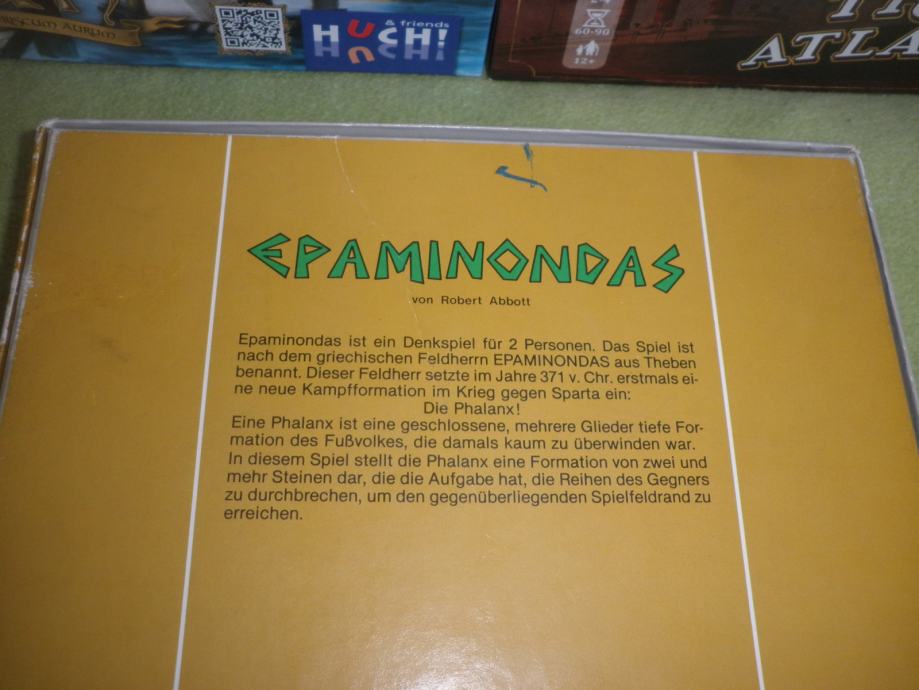 RISCUM AURUM
HUCH!
& friends
60-90
12+
ATLA
EPAMINONDAS
von Robert Abbott
Epaminondas ist ein Denkspiel für 2 Personen. Das Spiel ist
nach dem griechischen Feldherrn EPAMINONDAS aus Theben
benannt. Dieser Feldherr setzte im Jahre 371 v. Chr. erstmals ei-
ne neue Kampfformation im Krieg gegen Sparta ein:
Die Phalanx!
Eine Phalanx ist eine geschlossene, mehrere Glieder tiefe For-
mation des Fußvolkes, die damals kaum zu überwinden war.
In diesem Spiel stellt die Phalanx eine Formation von zwei und
mehr Steinen dar, die die Aufgabe hat, die Reihen des Gegners
zu durchbrechen, um den gegenüberliegenden Spielfeldrand zu
erreichen.